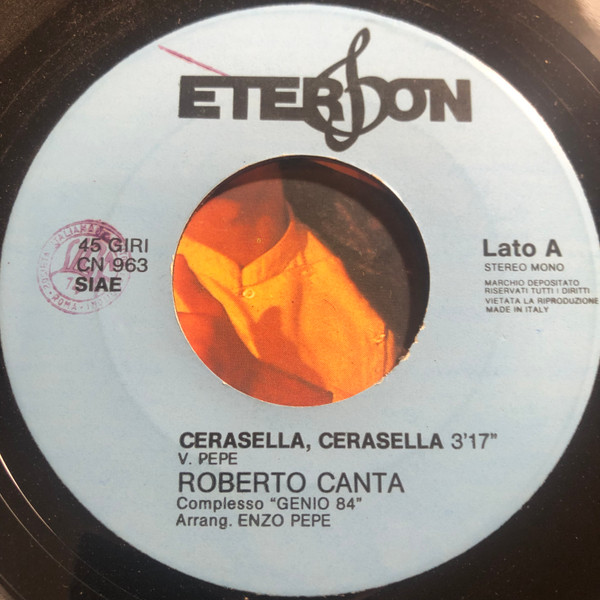 ETERSON
45 GIRI
CN 963
SIAE
Lato A
STEREO MONO
MARCHIO DEPOSITATO
RISERVATI TUTTI I DIRITTI
VIETATA LA RIPRODUZIONE
MADE IN ITALY
CERASELLA, CERASELLA 3'17”
V. PEPE
ROBERTO CANTA
Complesso “GENIO 84”
Arrang. ENZO PEPE